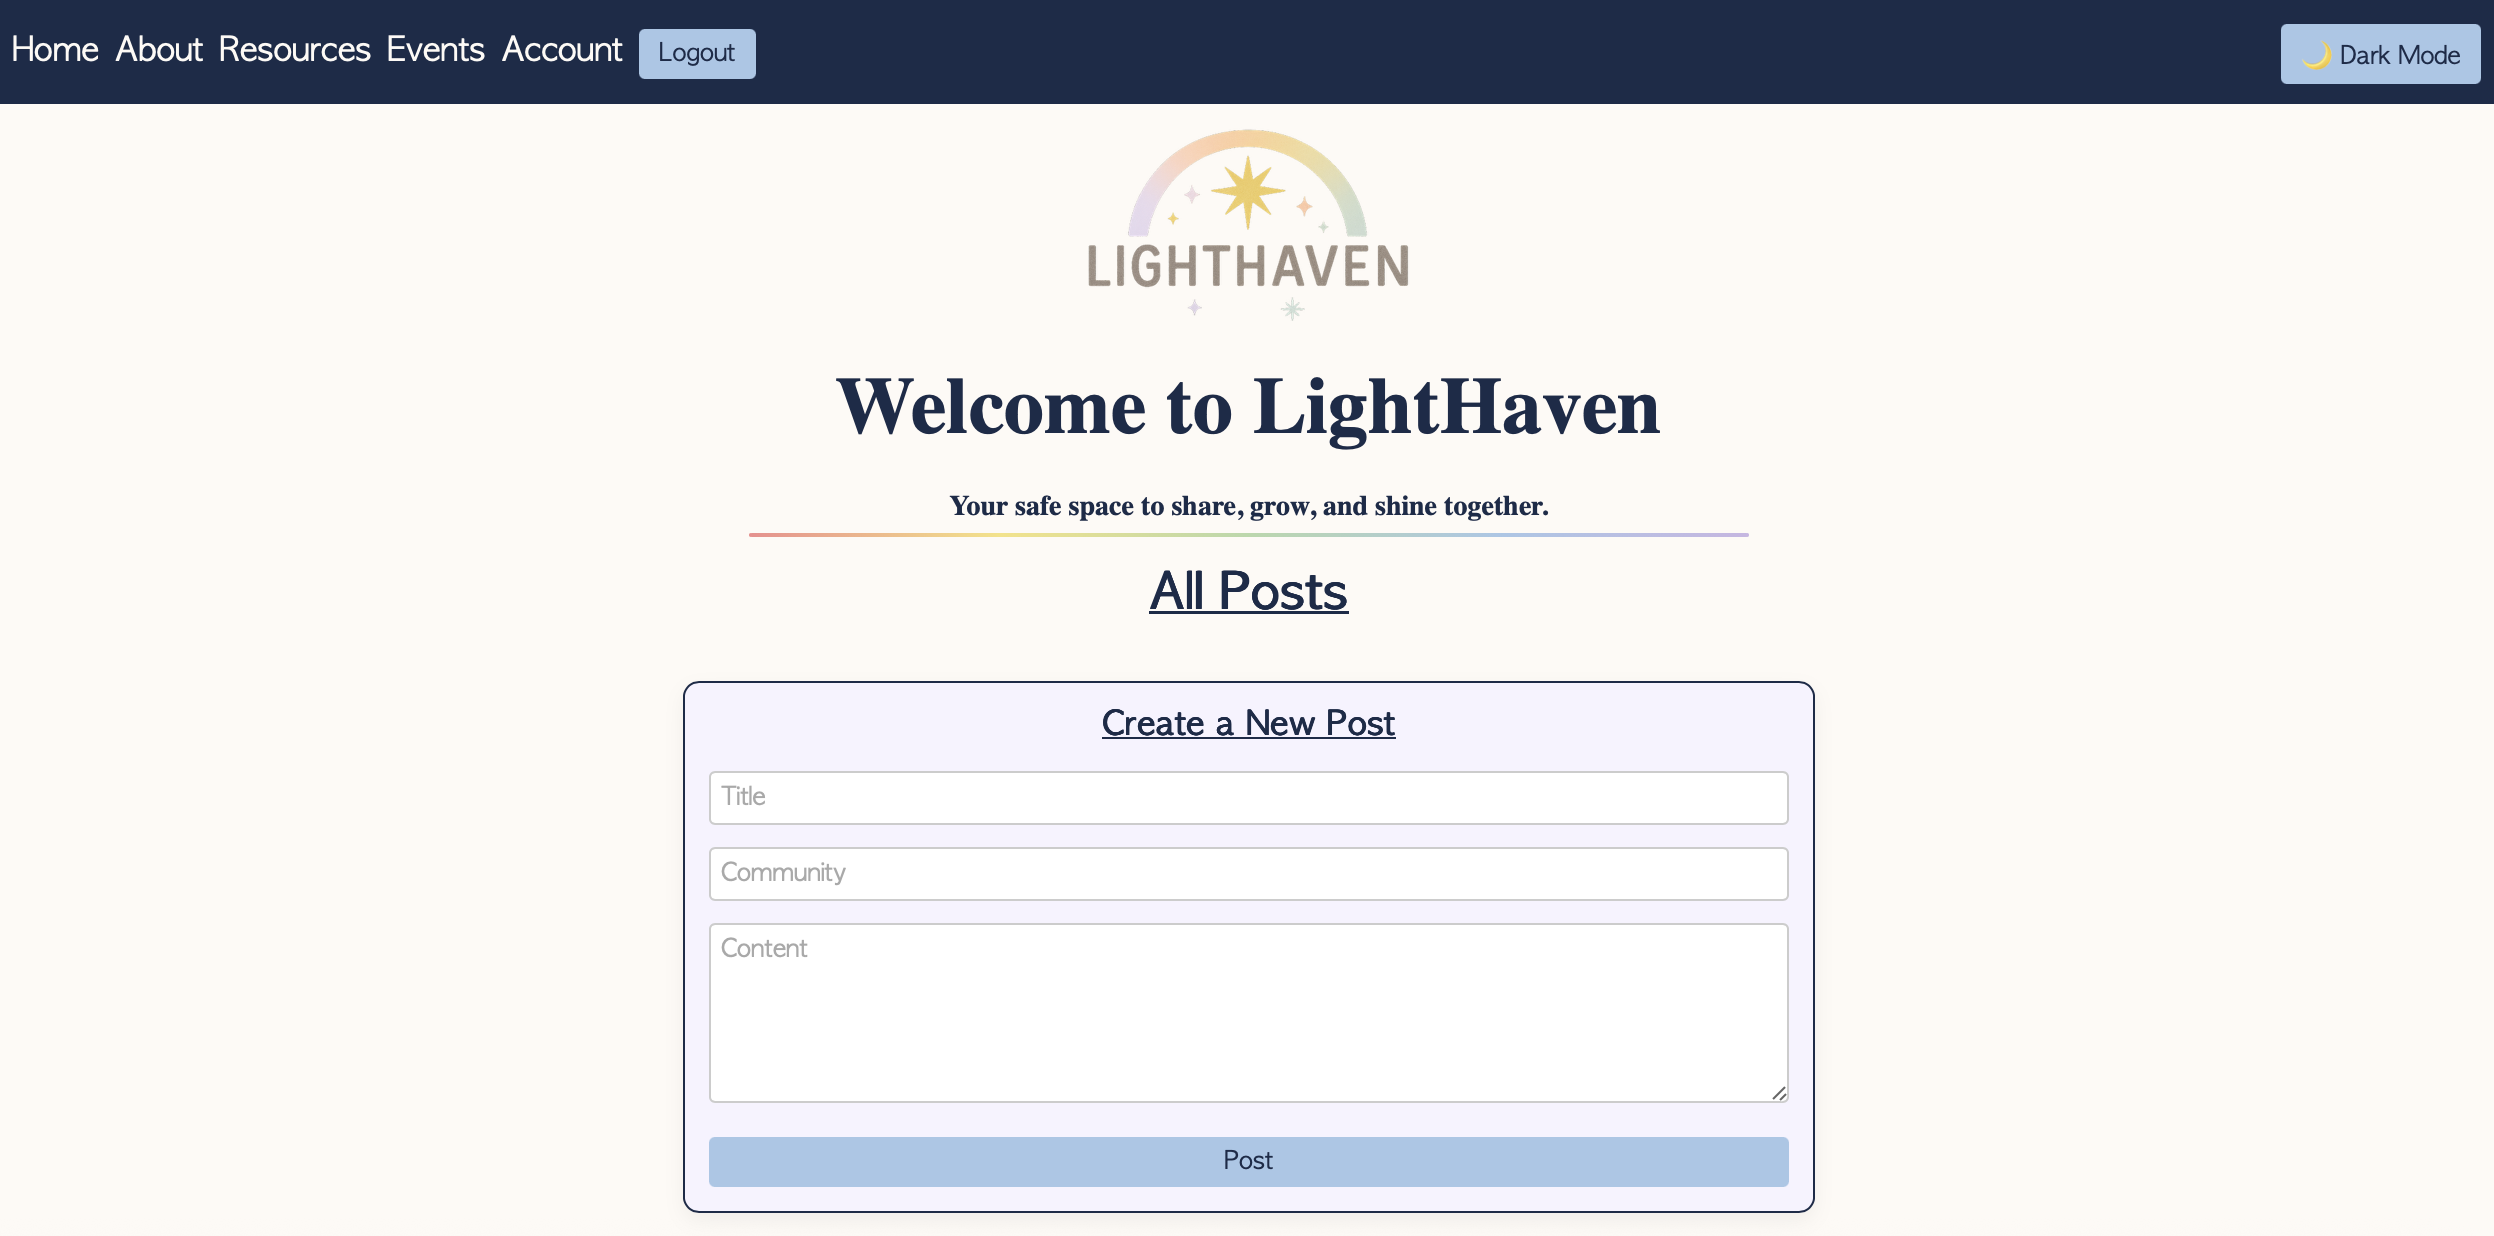 Home About Resources Events Account Logout 🌙 Dark Mode
LIGHTHAVEN
Welcome to LightHaven
Your safe space to share, grow, and shine together.
All Posts
Create a New Post
Title
Community
Content
Post